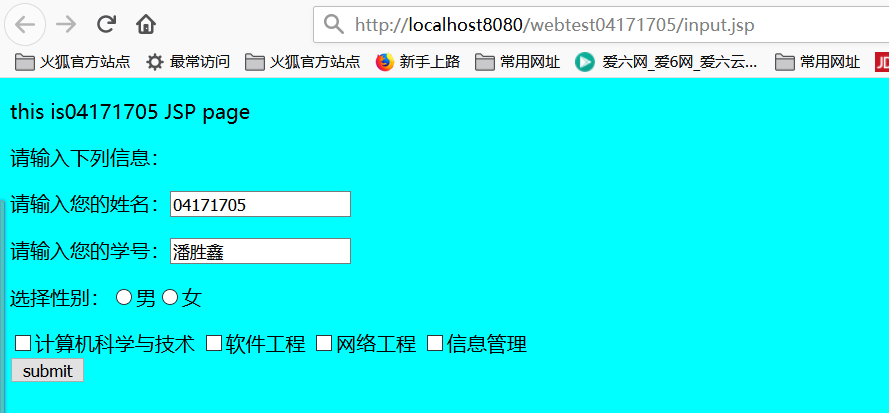 http://localhost8080/webtest04171705/input.jsp
火狐官方站点 最常访问 火狐官方站点 新手上路 常用网址 爱六网_爱6网_爱六云... 常用网址 JD
this is04171705 JSP page
请输入下列信息：
请输入您的姓名：04171705
请输入您的学号：潘胜鑫
选择性别：男女
计算机科学与技术 软件工程 网络工程 信息管理
submit